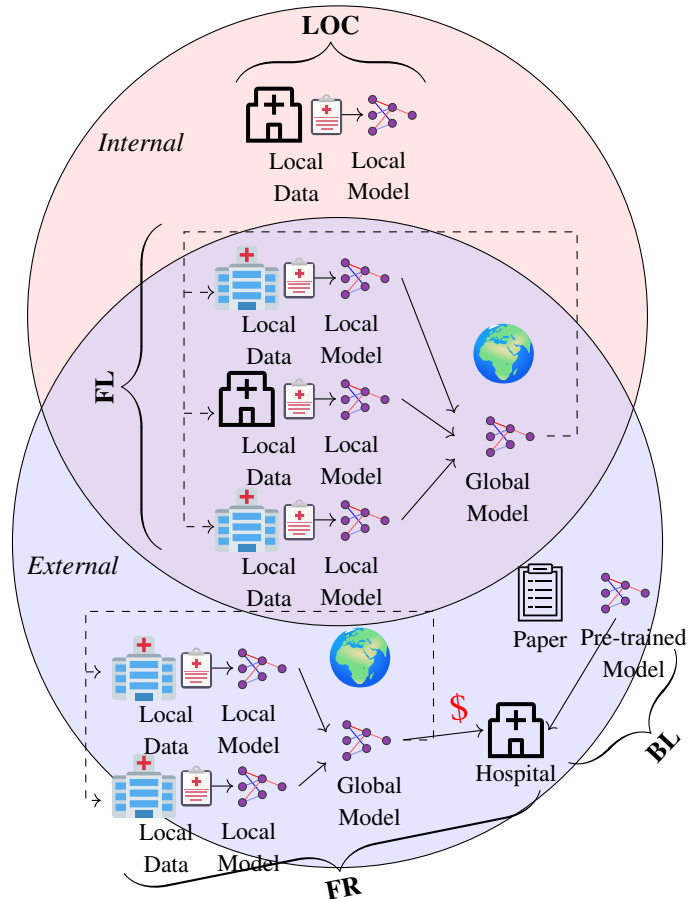 LOC
Internal
Local
Data
Local
Model
FL
Local
Data
Local
Model
Local
Data
Local
Model
Global
Model
Local
Data
Local
Model
External
Paper
Pre-trained
Model
Local
Data
Local
Model
$
Global
Model
Hospital
BL
Local
Data
Local
Model
FR